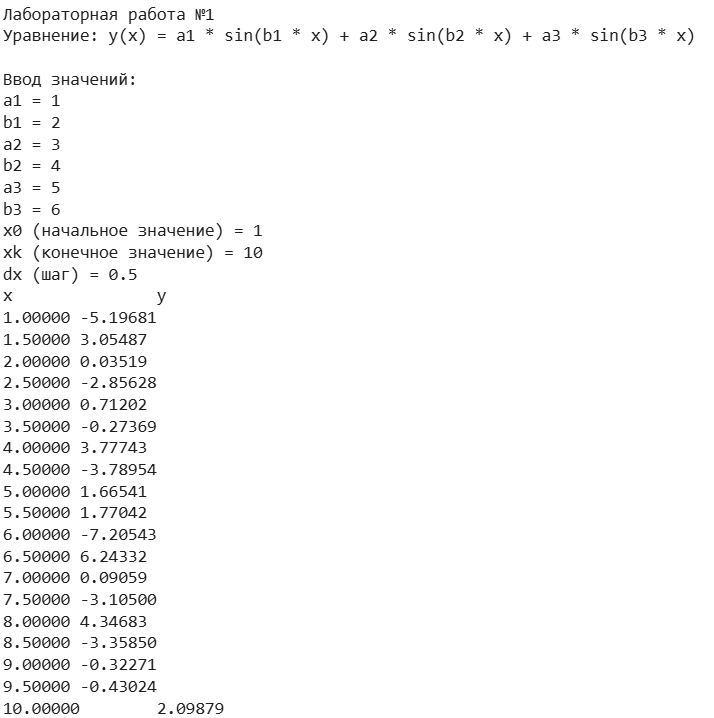 Лабораторная работа №1
Уравнение: y(x) = a1 * sin(b1 * x) + a2 * sin(b2 * x) + a3 * sin(b3 * x)
Ввод значений:
a1 = 1
b1 = 2
a2 = 3
b2 = 4
a3 = 5
b3 = 6
x0 (начальное значение) = 1
xk (конечное значение) = 10
dx (шаг) = 0.5
x y
1.00000 -5.19681
1.50000 3.05487
2.00000 0.03519
2.50000 -2.85628
3.00000 0.71202
3.50000 -0.27369
4.00000 3.77743
4.50000 -3.78954
5.00000 1.66541
5.50000 1.77042
6.00000 -7.20543
6.50000 6.24332
7.00000 0.09059
7.50000 -3.10500
8.00000 4.34683
8.50000 -3.35850
9.00000 -0.32271
9.50000 -0.43024
10.00000 2.09879